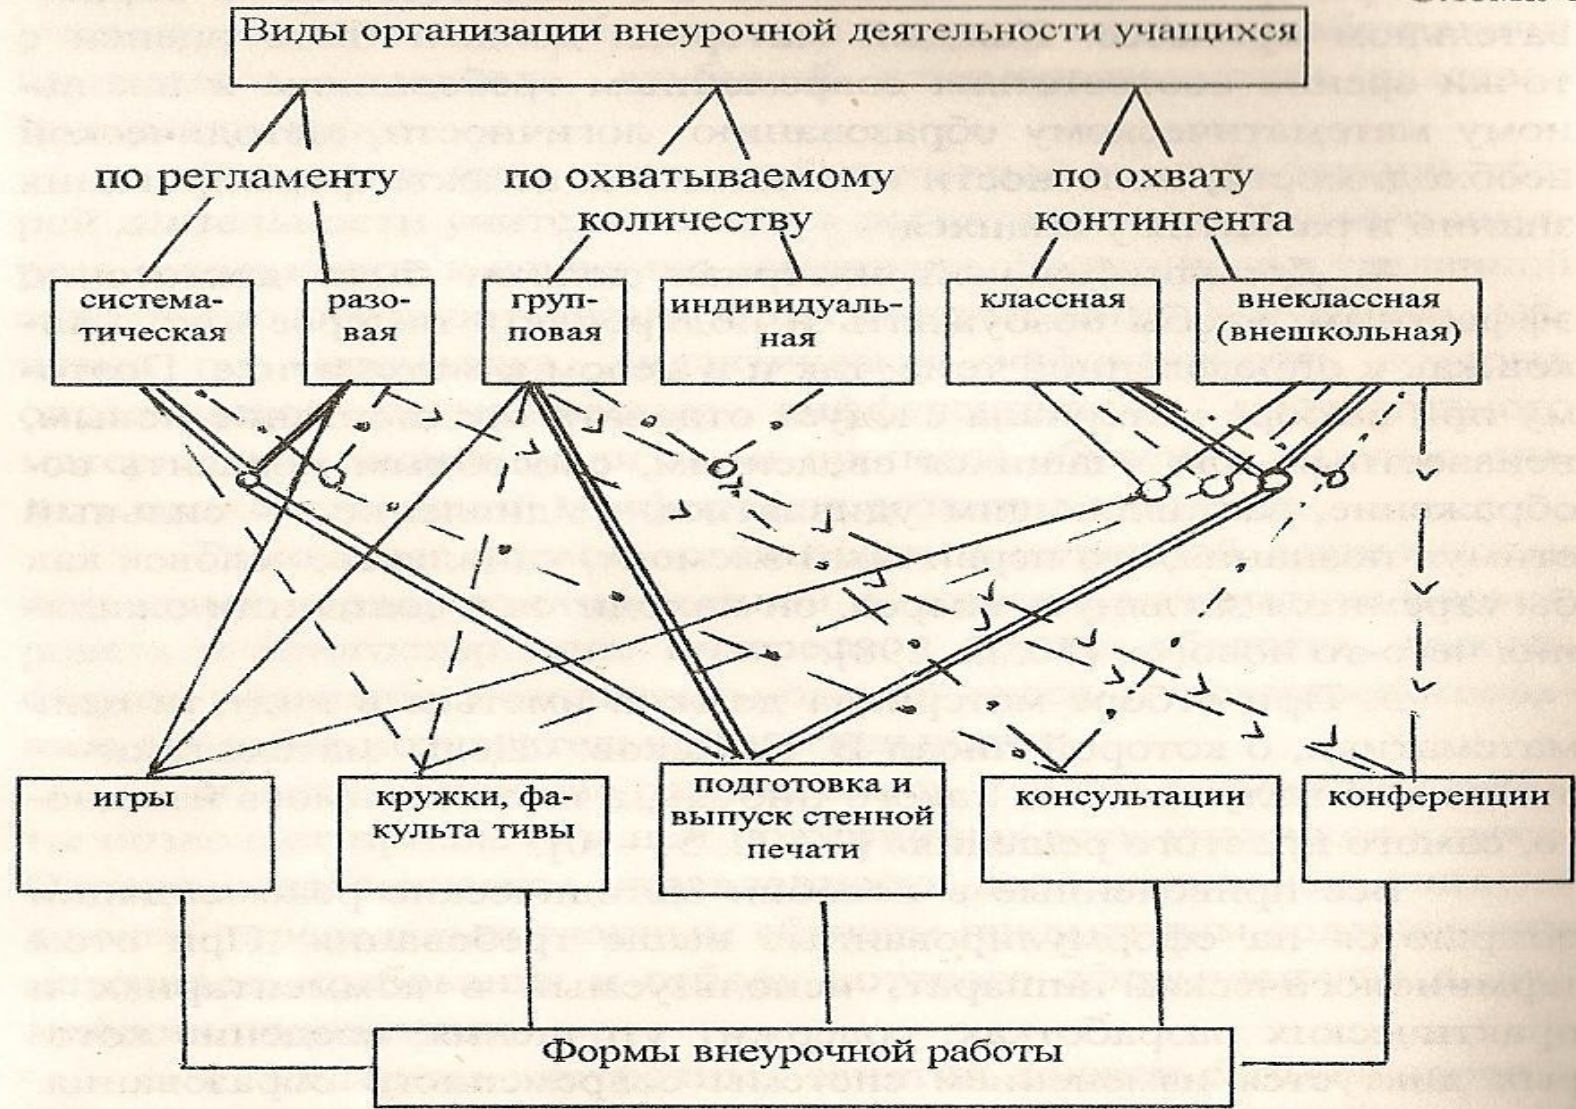 Виды организации внеурочной деятельности учащихся
по регламенту
по охватываемому
количеству
по охвату
контингента
система-
тическая
разо-
вая
груп-
повая
индивидуаль-
ная
классная
внеклассная
(внешкольная)
игры
кружки, фа-
культа тивы
подготовка и
выпуск стенной
печати
консультации
конференции
Формы внеурочной работы